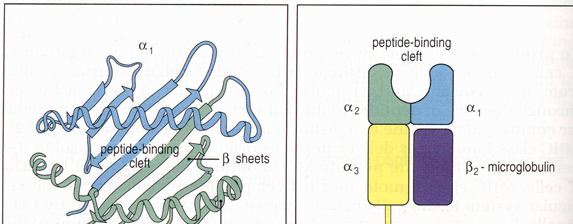 α1
peptide-binding
cleft
β sheets
peptide-binding
cleft
α2
α1
α3
β2 - microglobulin